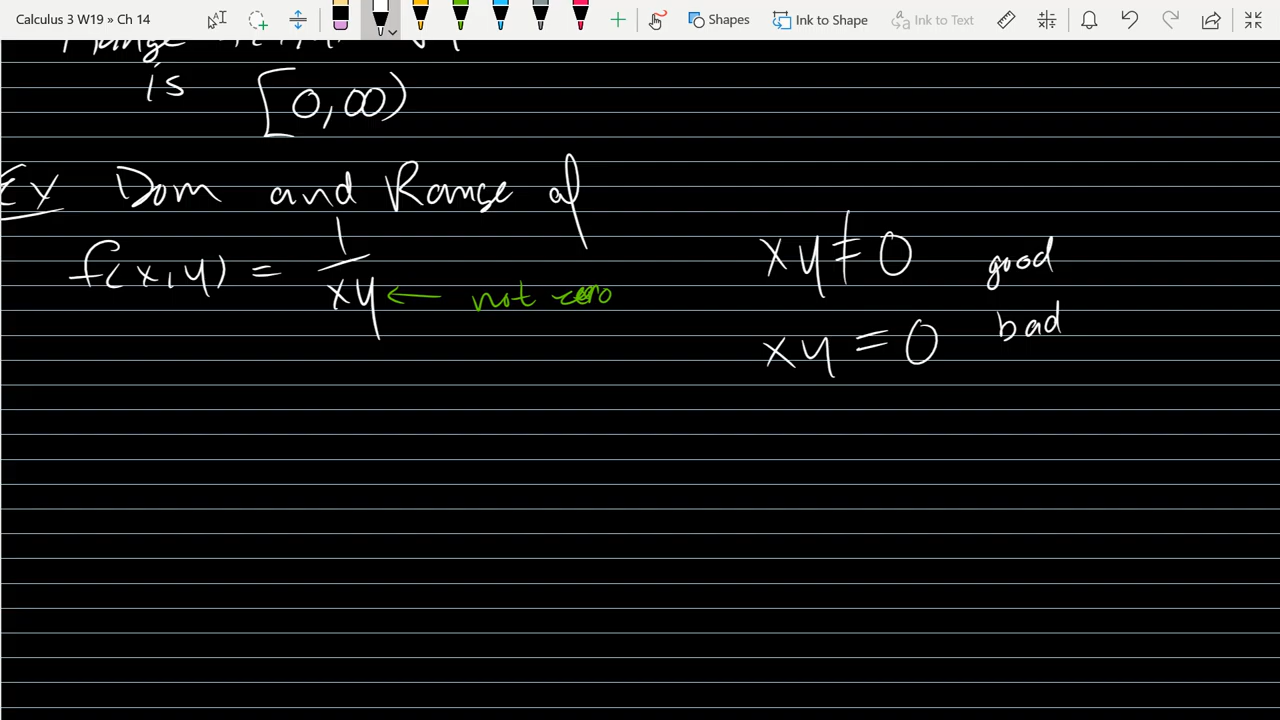 Calculus 3 W19 » Ch 14
Shapes
Ink to Shape
Ink to Text
Range
is [0,∞)
Ex Dom and Range of
f(x,y) = 1/xy ← not zero
xy ≠ 0 good
xy = 0 bad